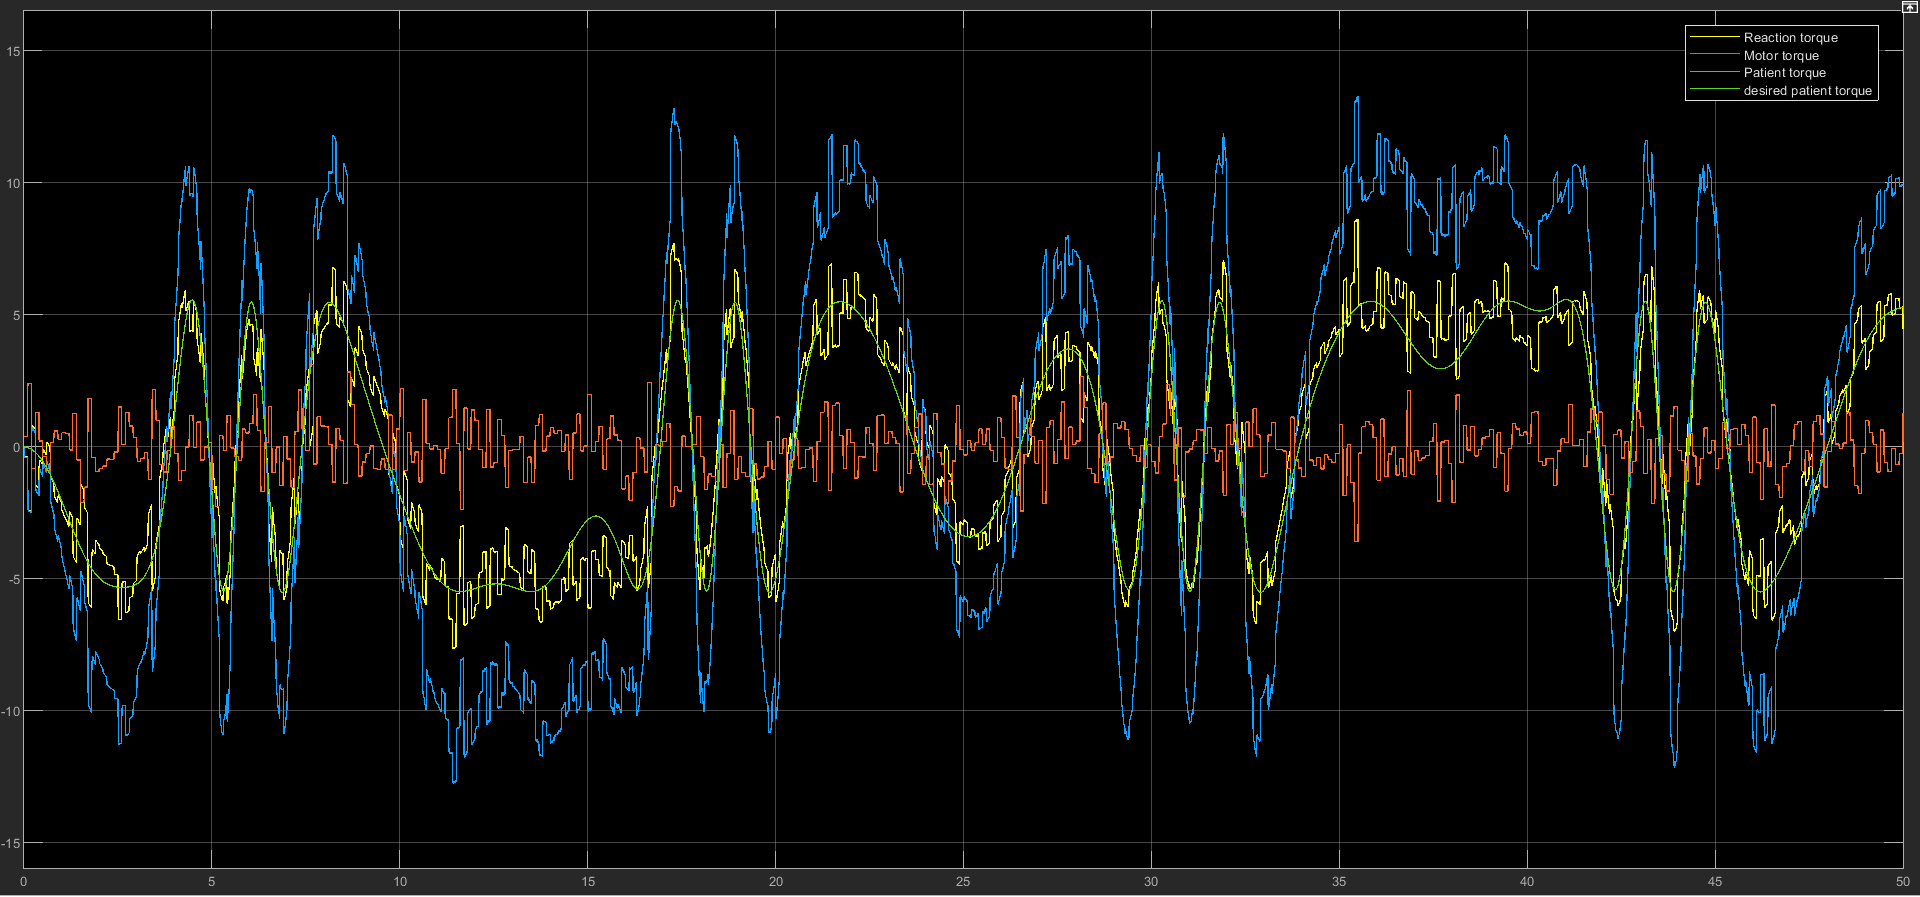 15
10
5
0
-5
-10
-15
0 5 10 15 20 25 30 35 40 45 50
Reaction torque
Motor torque
Patient torque
desired patient torque